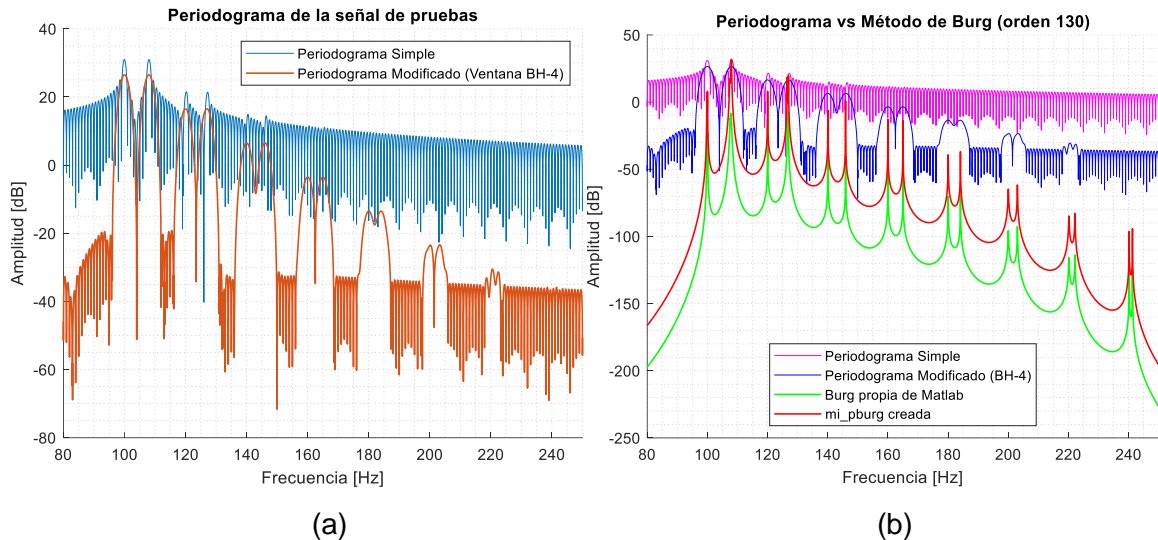 Periodograma de la señal de pruebas
40
20
0
-20
-40
-60
-80
Amplitud [dB]
Periodograma Simple
Periodograma Modificado (Ventana BH-4)
80 100 120 140 160 180 200 220 240
Frecuencia [Hz]
(a)
Periodograma vs Método de Burg (orden 130)
50
0
-50
-100
-150
-200
-250
Amplitud [dB]
Periodograma Simple
Periodograma Modificado (BH-4)
Burg propia de Matlab
mi_pburg creada
80 100 120 140 160 180 200 220 240
Frecuencia [Hz]
(b)